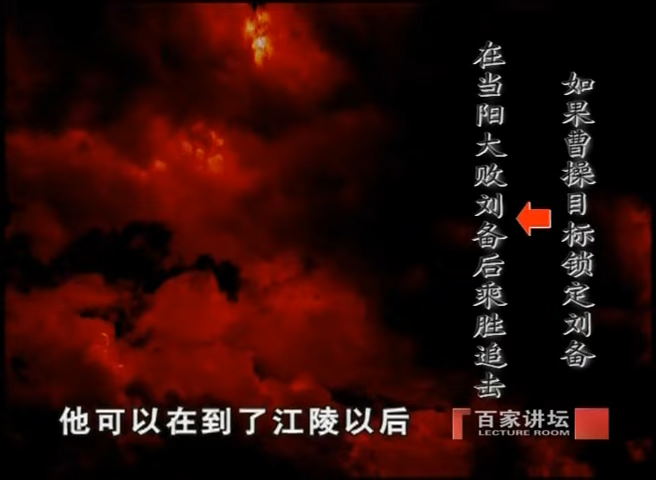 如果曹操目标锁定刘备
在当阳大败刘备后乘胜追击
他可以在到了江陵以后
百家讲坛
LECTURE ROOM